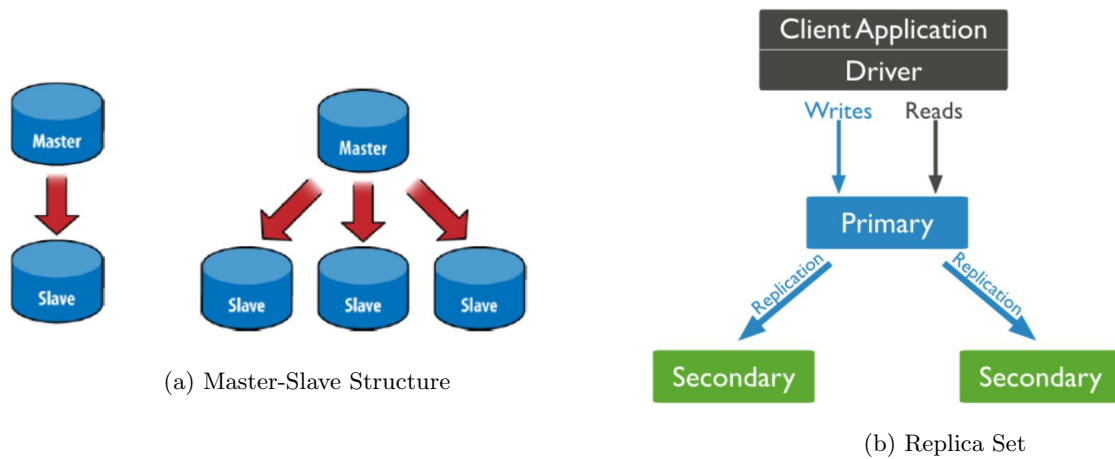 Master
Slave
Master
Slave
Slave
Slave
(a) Master-Slave Structure
Client Application
Driver
Writes
Reads
Primary
Replication
Replication
Secondary
Secondary
(b) Replica Set